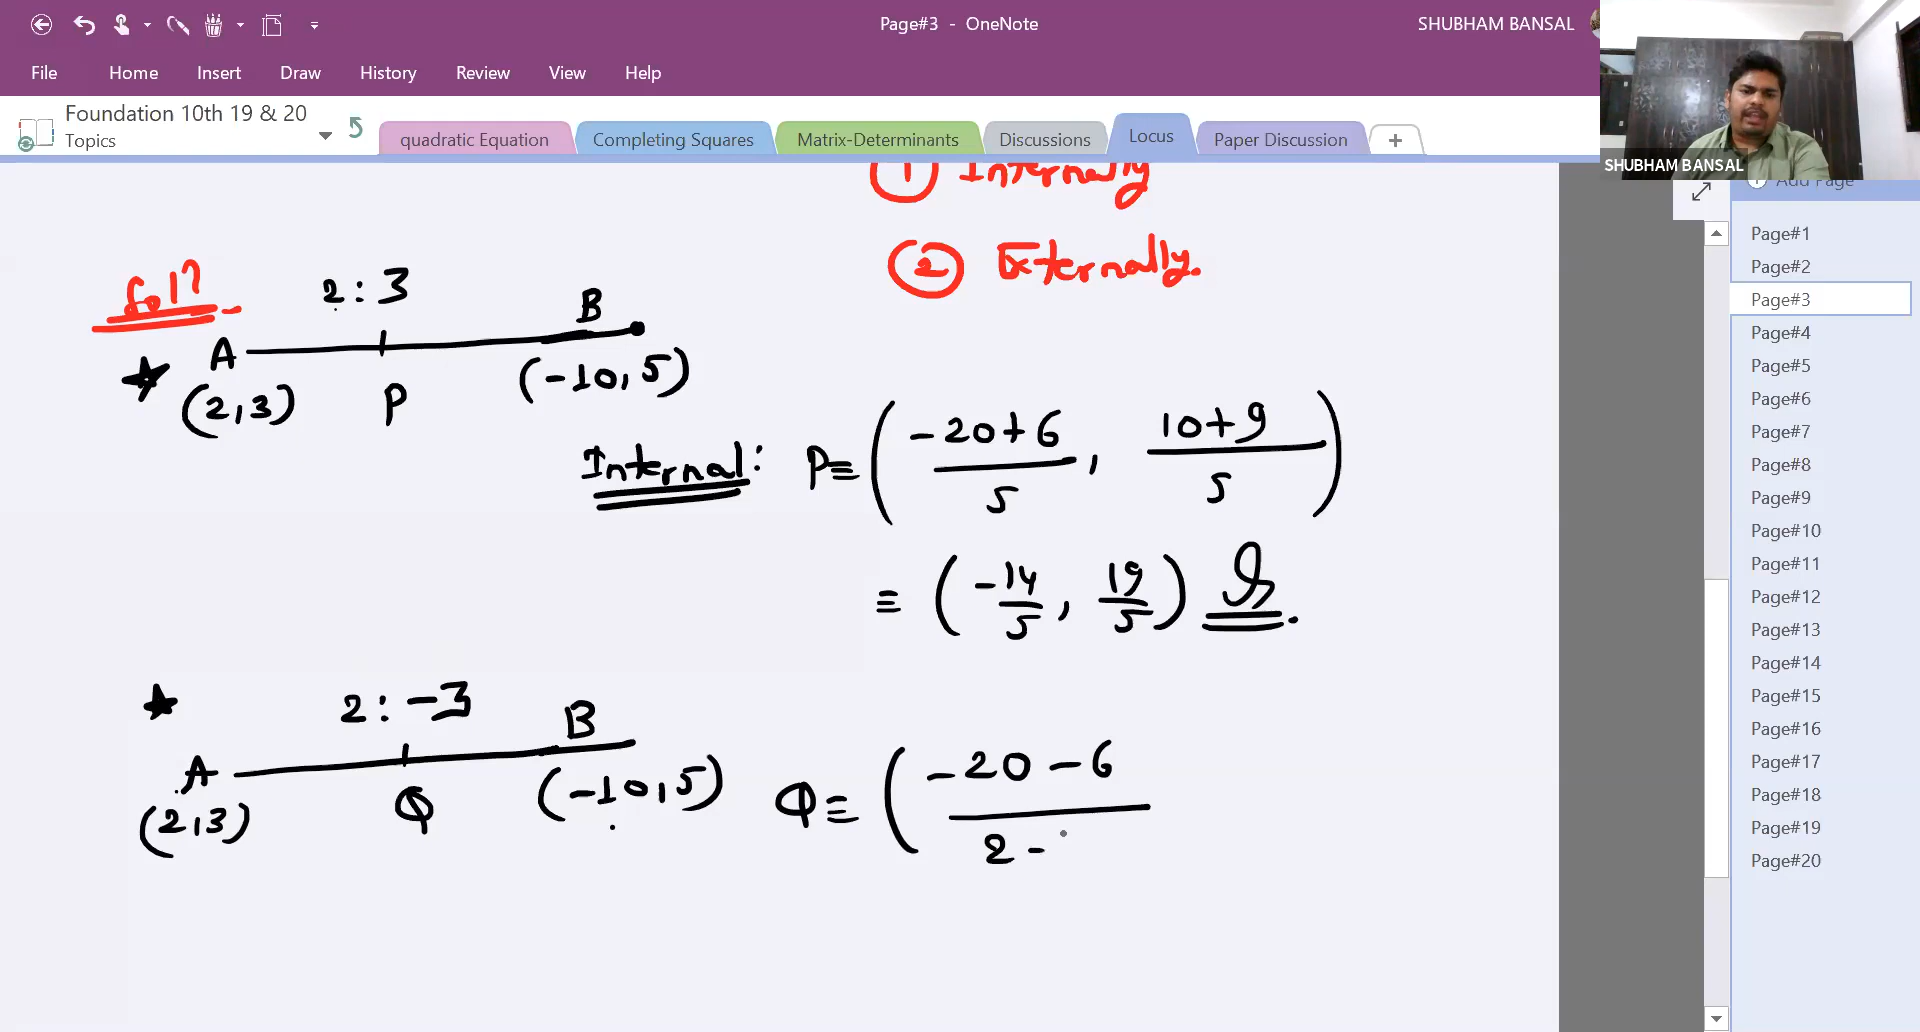 Page#3 - OneNote
SHUBHAM BANSAL
File Home Insert Draw History Review View Help
Foundation 10th 19 & 20
Topics
quadratic Equation Completing Squares Matrix-Determinants Discussions Locus Paper Discussion +
SHUBHAM BANSAL
Add Page
Page#1
Page#2
Page#3
Page#4
Page#5
Page#6
Page#7
Page#8
Page#9
Page#10
Page#11
Page#12
Page#13
Page#14
Page#15
Page#16
Page#17
Page#18
Page#19
Page#20
① Internally
② Externally.
Soln
2 : 3
A B
(2,3) P (-10,5)
Internal: P≡ ( -20+6 / 5 , 10+9 / 5 )
≡ ( -14/5 , 19/5 )
2 : -3
A B
(2,3) Q (-10,5)
Q≡ ( -20-6 / 2-